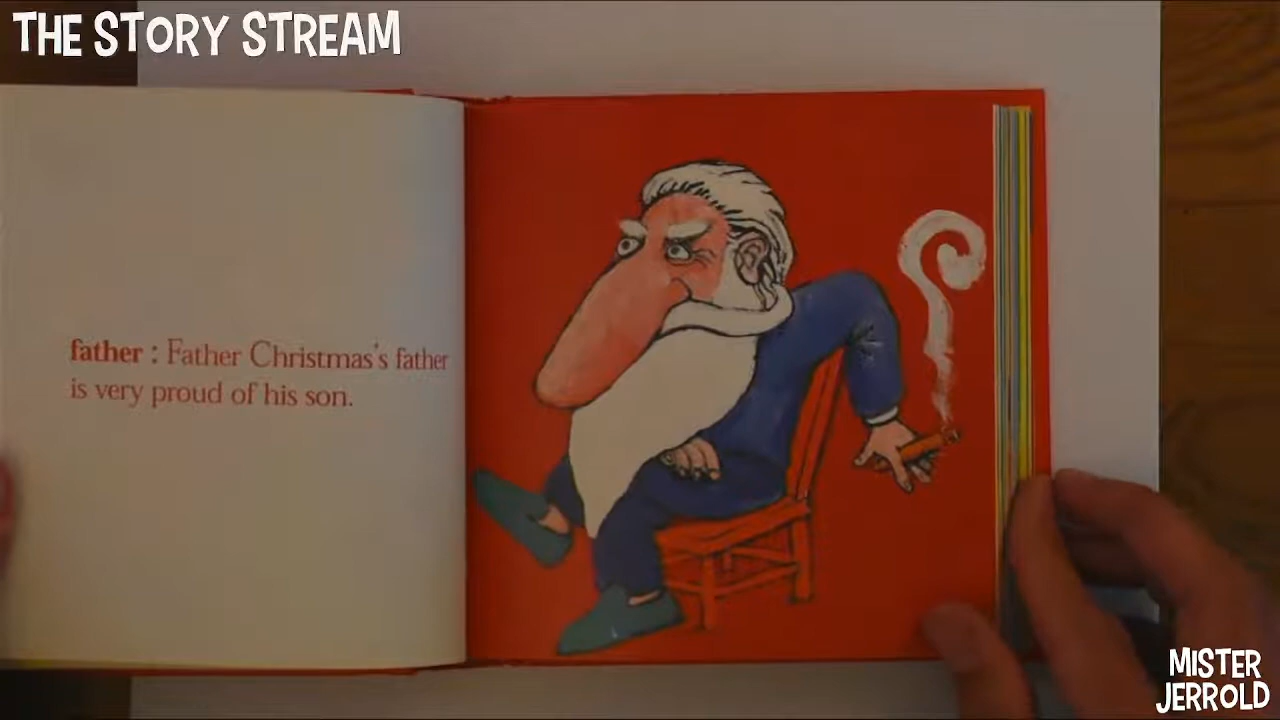 THE STORY STREAM
father : Father Christmas's father
is very proud of his son.
MISTER
JERROLD